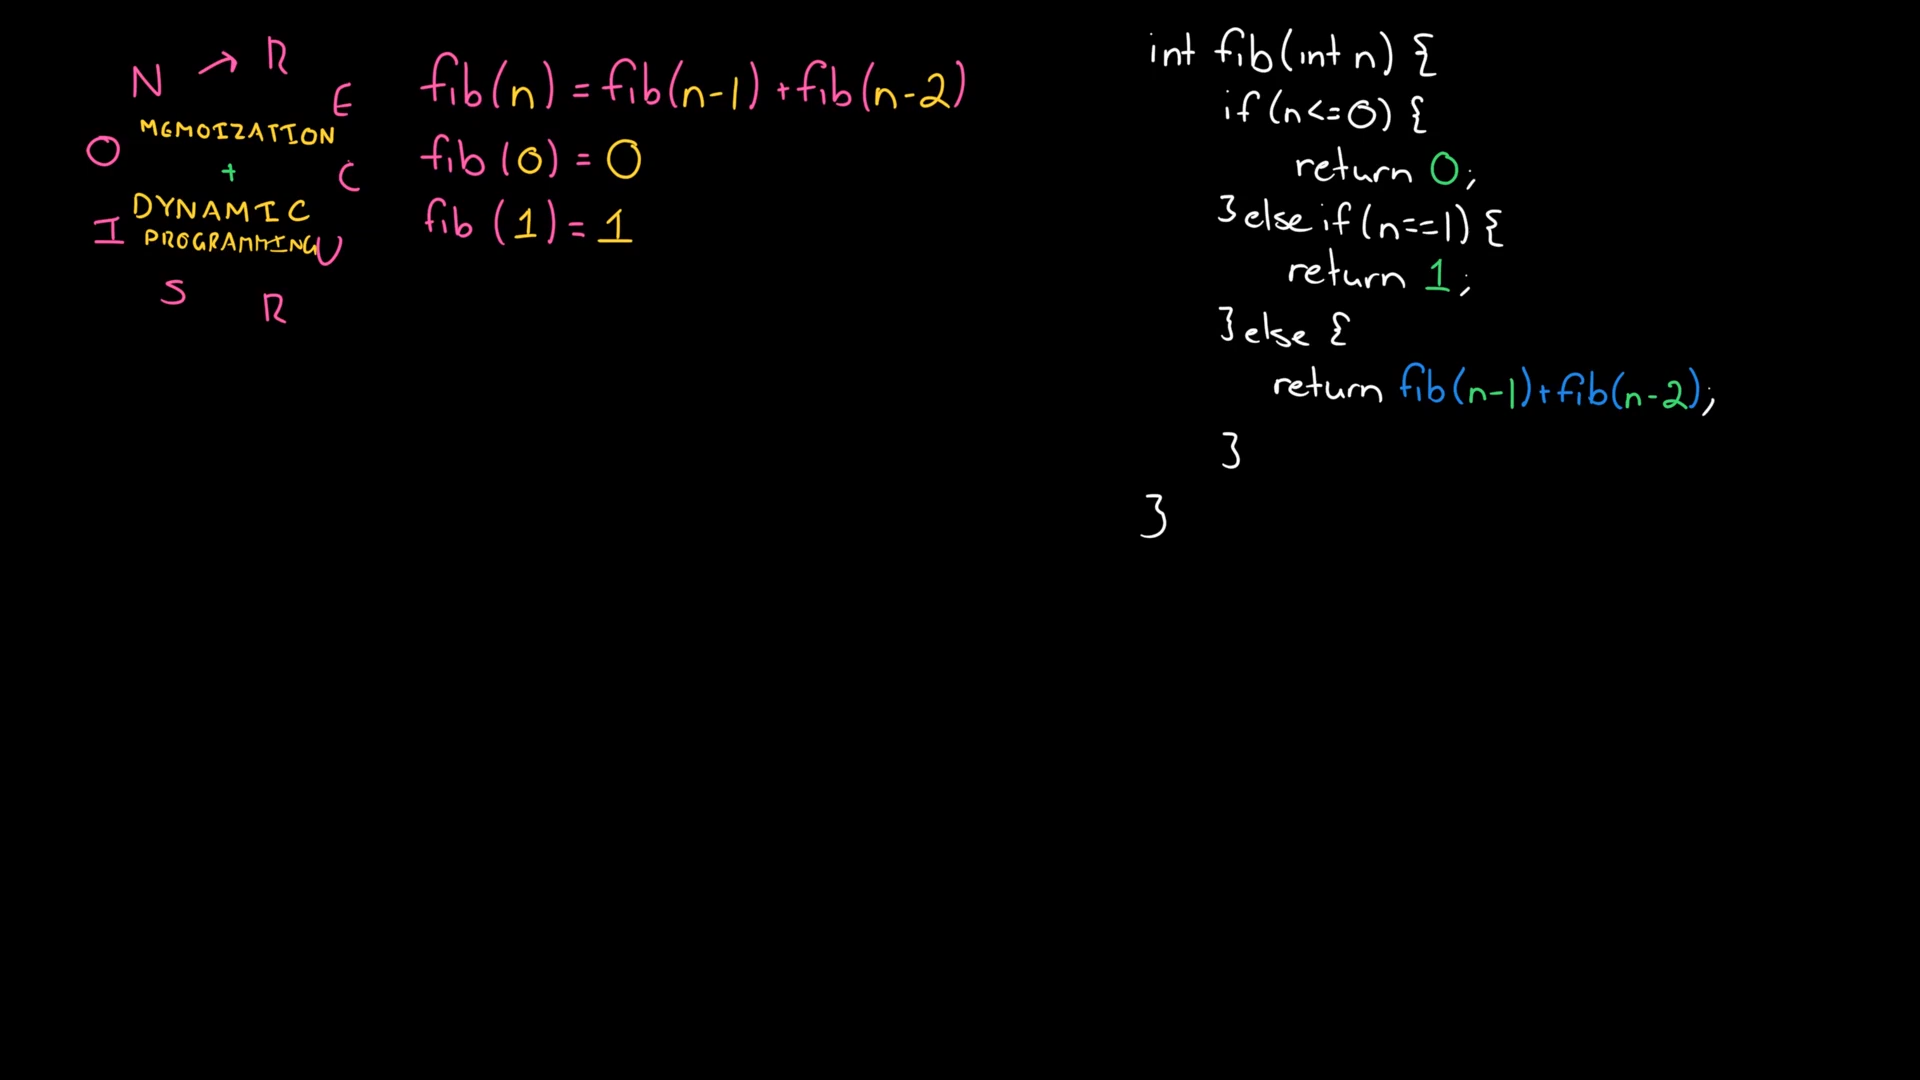 RECURSION →
MEMOIZATION
+
DYNAMIC
PROGRAMMING
fib(n) = fib(n-1) + fib(n-2)
fib(0) = 0
fib(1) = 1
int fib(int n) {
if (n<=0) {
return 0;
} else if (n==1) {
return 1;
} else {
return fib(n-1)+fib(n-2);
}
}